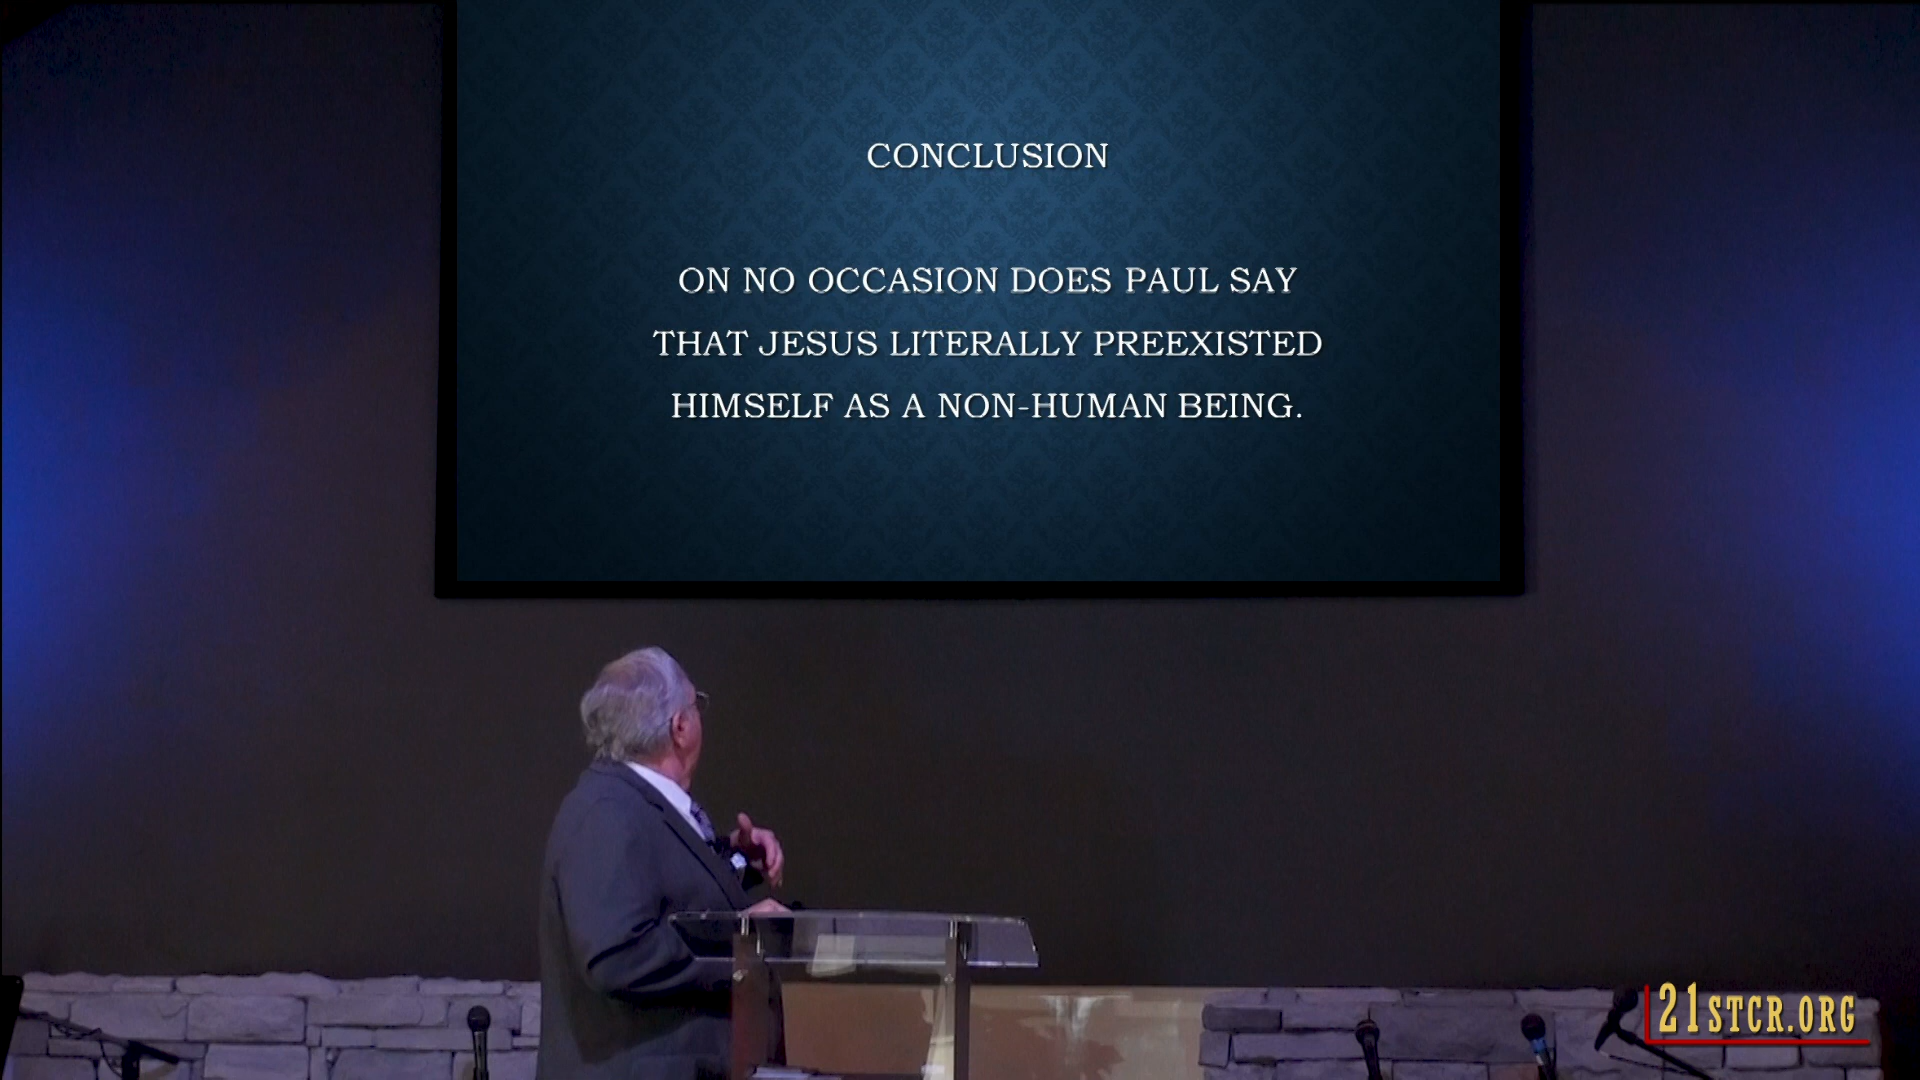 CONCLUSION
ON NO OCCASION DOES PAUL SAY
THAT JESUS LITERALLY PREEXISTED
HIMSELF AS A NON-HUMAN BEING.
21STCR.ORG